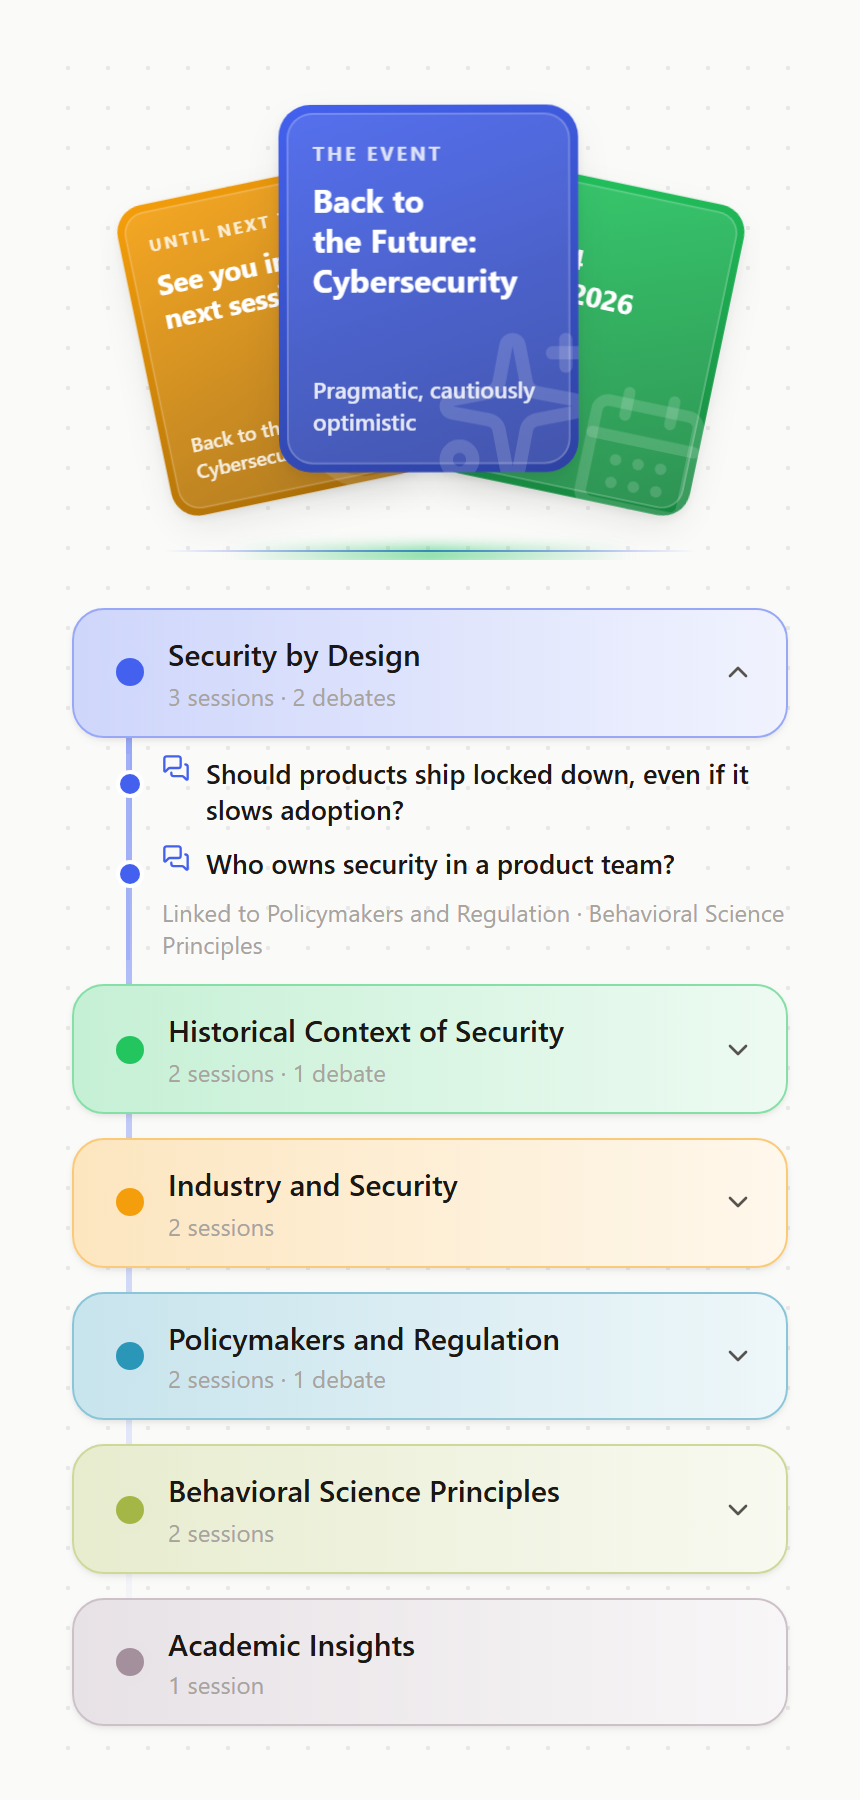 UNTIL NEXT
See you in
next
Back to
Cybersecu
THE EVENT
Back to
the Future:
Cybersecurity
Pragmatic, cautiously
optimistic
2026
Security by Design
3 sessions · 2 debates
Should products ship locked down, even if it
slows adoption?
Who owns security in a product team?
Linked to Policymakers and Regulation · Behavioral Science
Principles
Historical Context of Security
2 sessions · 1 debate
Industry and Security
2 sessions
Policymakers and Regulation
2 sessions · 1 debate
Behavioral Science Principles
2 sessions
Academic Insights
1 session